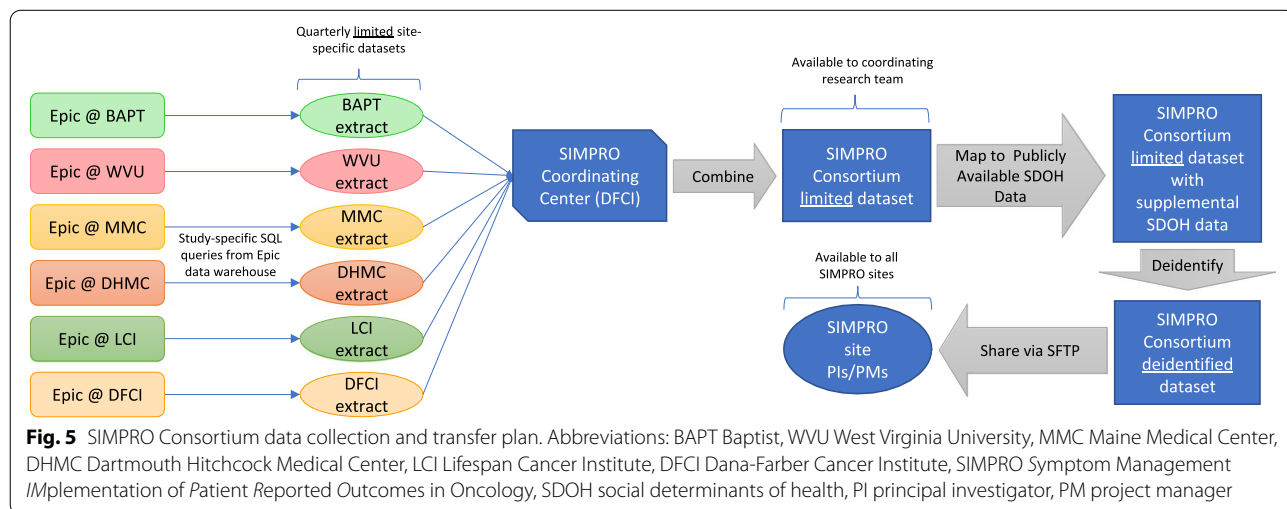 Quarterly limited site-
specific datasets
Epic @ BAPT
BAPT
extract
Epic @ WVU
WVU
extract
Epic @ MMC
MMC
extract
Study-specific SQL
queries from Epic
data warehouse
Epic @ DHMC
DHMC
extract
Epic @ LCI
LCI
extract
Epic @ DFCI
DFCI
extract
SIMPRO
Coordinating
Center (DFCI)
Combine
Available to coordinating
research team
SIMPRO
Consortium
limited dataset
Map to Publicly
Available SDOH
Data
SIMPRO
Consortium
limited dataset
with
supplemental
SDOH data
Deidentify
SIMPRO
Consortium
deidentified
dataset
Share via SFTP
Available to all
SIMPRO sites
SIMPRO
site
PIs/PMs
Fig. 5 SIMPRO Consortium data collection and transfer plan. Abbreviations: BAPT Baptist, WVU West Virginia University, MMC Maine Medical Center,
DHMC Dartmouth Hitchcock Medical Center, LCI Lifespan Cancer Institute, DFCI Dana-Farber Cancer Institute, SIMPRO Symptom Management
IMplementation of Patient Reported Outcomes in Oncology, SDOH social determinants of health, PI principal investigator, PM project manager